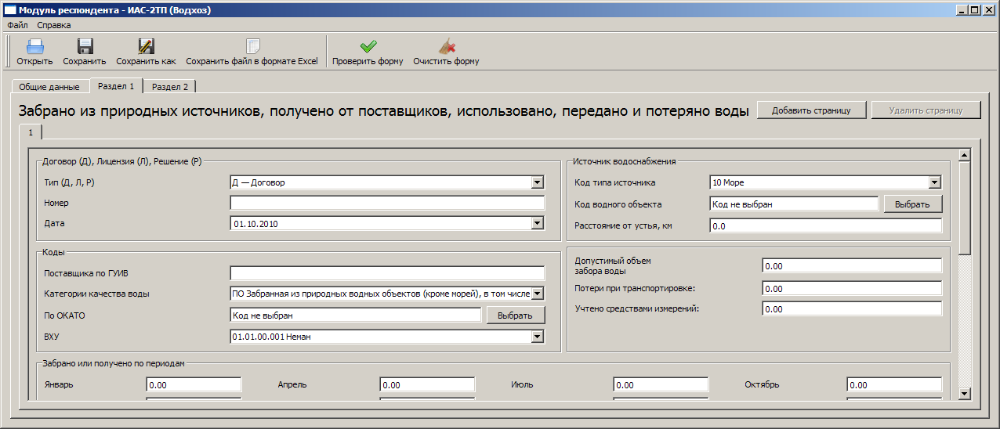 Модуль респондента - ИАС-2ТП (Водхоз)
Файл Справка
Открыть Сохранить Сохранить как Сохранить файл в формате Excel Проверить форму Очистить форму
Общие данные Раздел 1 Раздел 2
Забрано из природных источников, получено от поставщиков, использовано, передано и потеряно воды Добавить страницу Удалить страницу
1
Договор (Д), Лицензия (Л), Решение (Р)
Тип (Д, Л, Р) Д — Договор
Номер
Дата 01.10.2010
Источник водоснабжения
Код типа источника 10 Море
Код водного объекта Код не выбран Выбрать
Расстояние от устья, км 0.0
Коды
Поставщика по ГУИВ
Категории качества воды ПО Забранная из природных водных объектов (кроме морей), в том числе
По ОКАТО Код не выбран Выбрать
ВХУ 01.01.00.001 Неман
Допустимый объем
забора воды 0.00
Потери при транспортировке: 0.00
Учтено средствами измерений: 0.00
Забрано или получено по периодам
Январь 0.00 Апрель 0.00 Июль 0.00 Октябрь 0.00